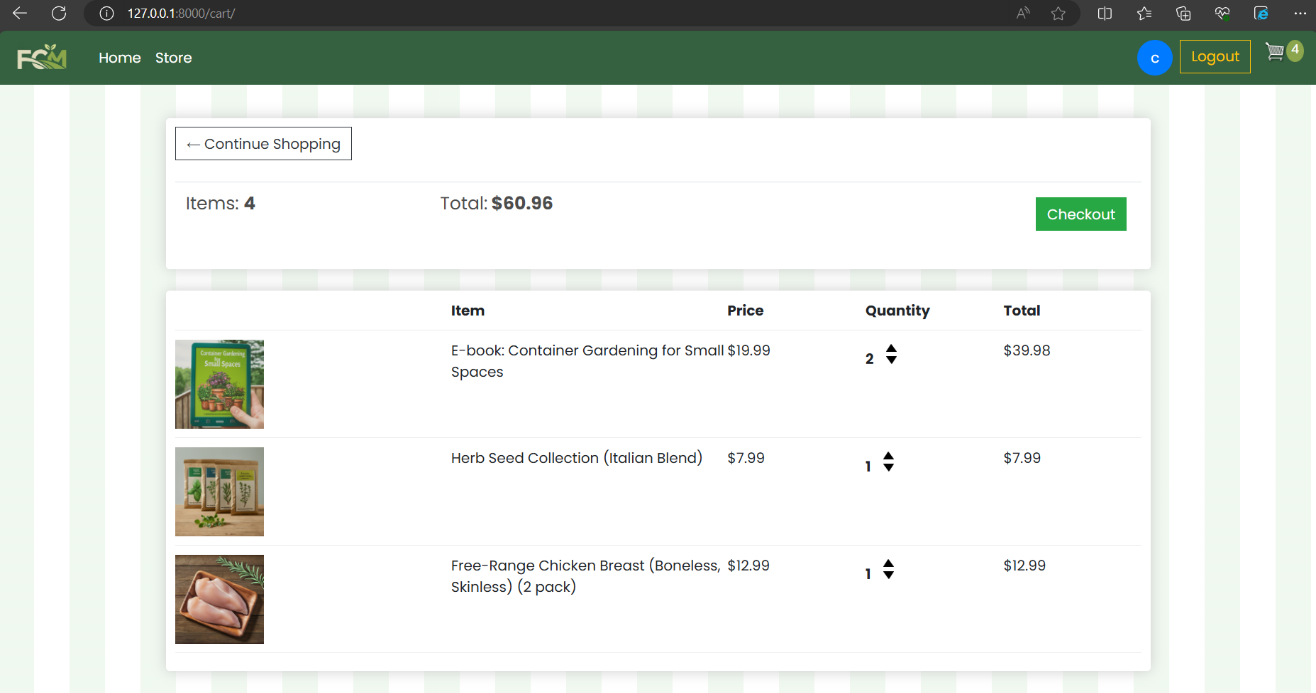 127.0.0.1:8000/cart/
FCM
Home Store
c
Logout
4
← Continue Shopping
Items: 4
Total: $60.96
Checkout
Item Price Quantity Total
Container Gardening
for
Small Spaces
E-book: Container Gardening for Small $19.99 2 $39.98
Spaces
Herb Seed Collection (Italian Blend) $7.99 1 $7.99
Free-Range Chicken Breast (Boneless, $12.99 1 $12.99
Skinless) (2 pack)